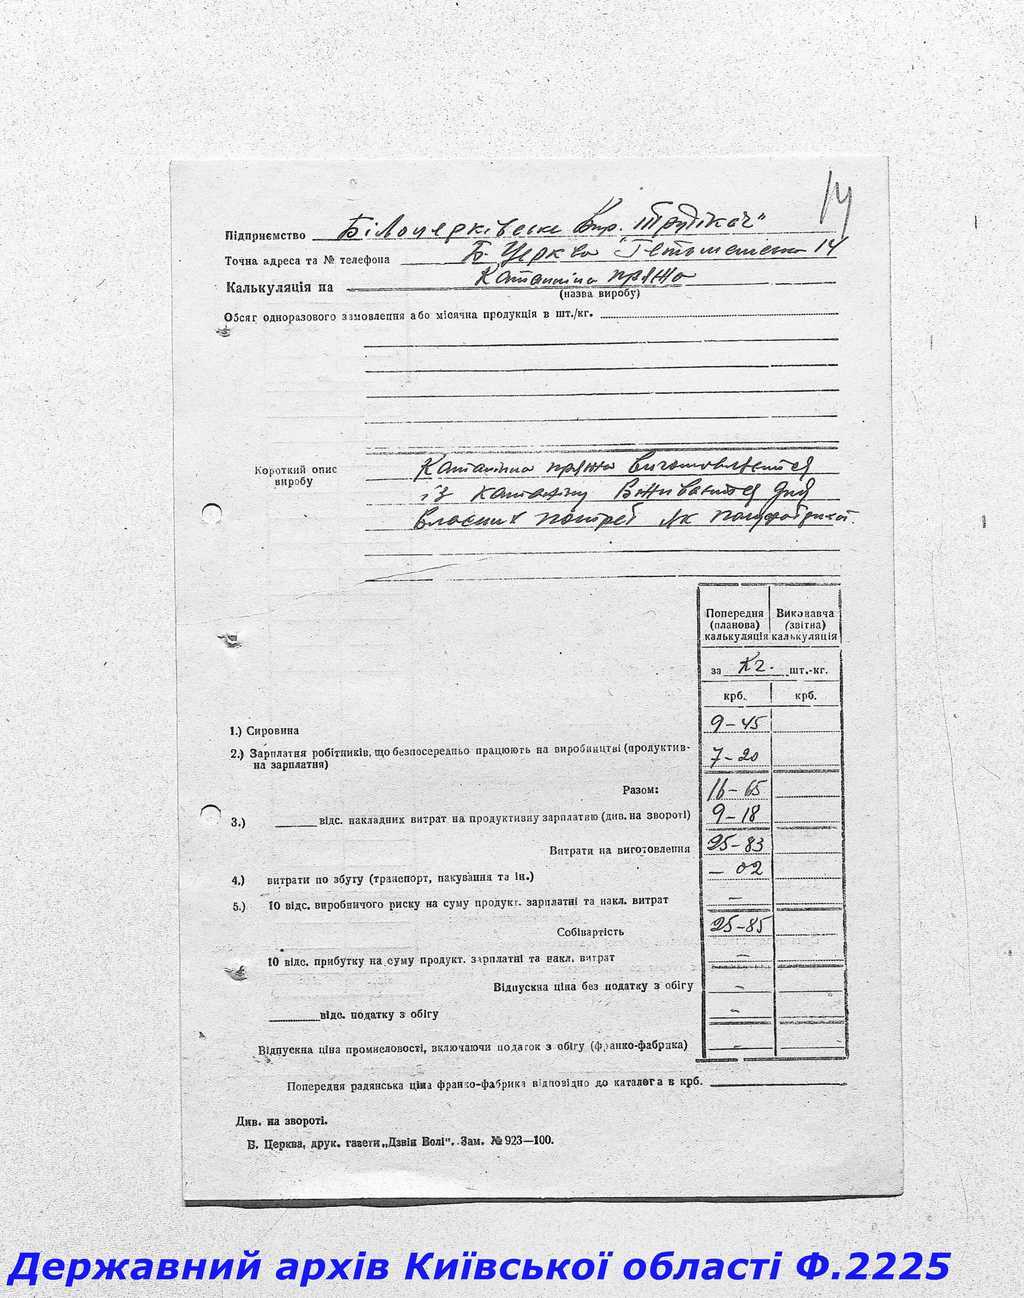 14
Підприємство Білоцерківське Вир. "Трудікач"
Точна адреса та № телефона Б. Церква Гетьманська 14
Калькуляція на Котонінна пряжа
(назва виробу)
Обсяг одноразового замовлення або місячна продукція в шт./кг.
Короткий опис виробу
Котонінна пряжа виготовляється
із котоніну Вживається для
власних потреб як полуфабрикат.
Попередня (планова) калькуляція
Виконавча (звітна) калькуляція
за Кг. шт.-кг.
крб. крб.
1.) Сировина 9-45
2.) Зарплатня робітників, що безпосередньо працюють на виробництві (продуктив-
на зарплатня) 7-20
Разом: 16-65
3.) відс. накладних витрат на продуктивну зарплатню (див. на звороті) 9-18
Витрати на виготовлення 25-83
4.) витрати по збуту (транспорт, пакування та ін.) -02
5.) 10 відс. виробничого риску на суму продукт. зарплатні та накл. витрат -
Собівартість 25-85
10 відс. прибутку на суму продукт. зарплатні та накл. витрат -
Відпускна ціна без податку з обігу -
відс. податку з обігу -
Відпускна ціна промисловості, включаючи податок з обігу (франко-фабрика) -
Попередня радянська ціна франко-фабрика відповідно до каталога в крб.
Див. на звороті.
Б. Церква, друк. газети „Дзвін Волі". Зам. № 923—100.
Державний архів Київської області Ф.2225